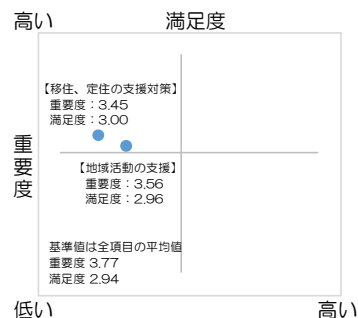 高い
満足度
【移住、定住の支援対策】
重要度：3.45
満足度：3.00
重要度
【地域活動の支援】
重要度：3.56
満足度：2.96
基準値は全項目の平均値
重要度 3.77
満足度 2.94
低い
高い